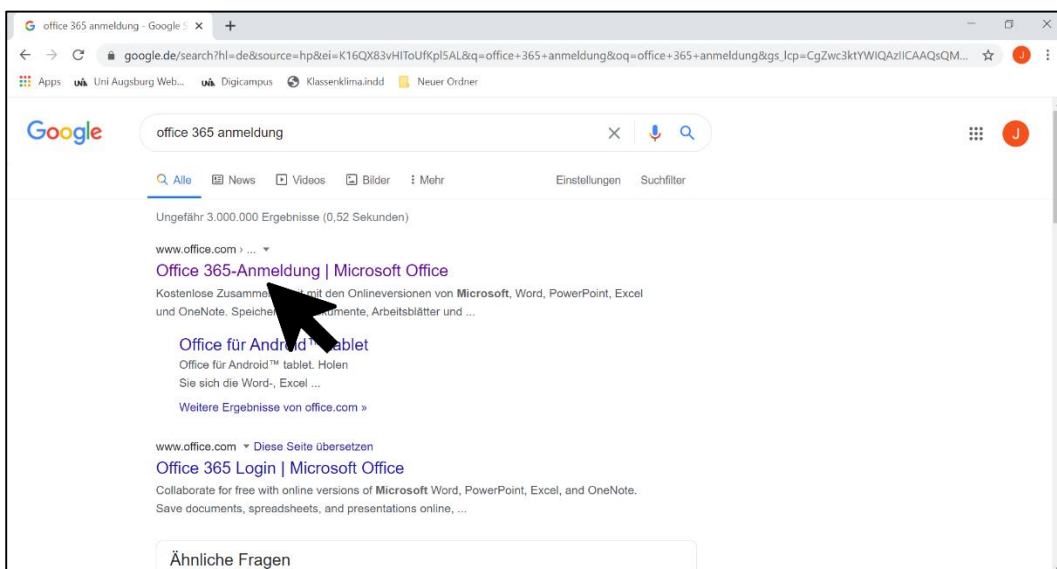 office 365 anmeldung - Google S
google.de/search?hl=de&source=hp&ei=K16QX83vHIToUfKpl5AL&q=office+365+anmeldung&oq=office+365+anmeldung&gs_lcp=CgZwc3ktYWIQAzIICAAQsQM...
Apps Uni Augsburg Web... Digicampus Klassenklima.indd Neuer Ordner
Google office 365 anmeldung J
Alle News Videos Bilder Mehr Einstellungen Suchfilter
Ungefähr 3.000.000 Ergebnisse (0,52 Sekunden)
www.office.com › ...
Office 365-Anmeldung | Microsoft Office
Kostenlose mit den Onlineversionen von Microsoft, Word, PowerPoint, Excel
und OneNote. Arbeitsblätter und ...
Office für Android™
Office für Android™ tablet. Holen
Sie sich die Word-, Excel ...
Weitere Ergebnisse von office.com »
www.office.com Diese Seite übersetzen
Office 365 Login | Microsoft Office
Collaborate for free with online versions of Microsoft Word, PowerPoint, Excel, and OneNote.
Save documents, spreadsheets, and presentations online, ...
Ähnliche Fragen